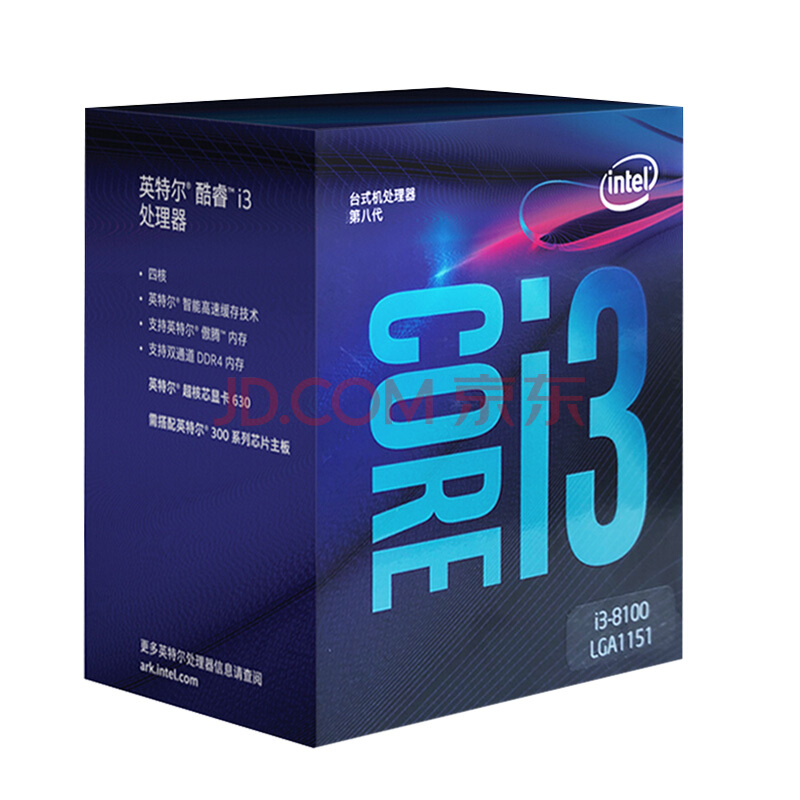 英特尔® 酷睿™ i3
处理器
• 四核
• 英特尔® 智能高速缓存技术
• 支持英特尔® 傲腾™ 内存
• 支持双通道 DDR4 内存
英特尔® 超核芯显卡 630
需搭配英特尔® 300 系列芯片主板
更多英特尔处理器信息请查阅
ark.intel.com
台式机处理器
第八代
intel®
CORE
i3
i3-8100
LGA1151
JD.COM 京东